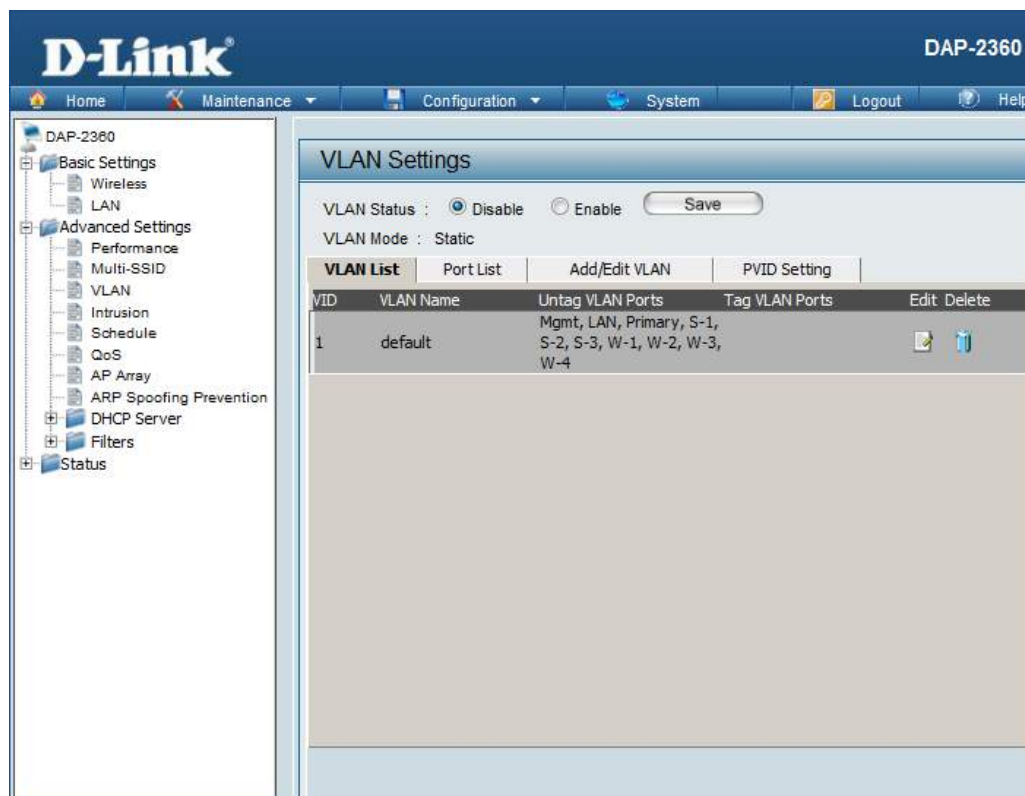 D-Link
DAP-2360
Home Maintenance Configuration System Logout Help
DAP-2360
Basic Settings
Wireless
LAN
Advanced Settings
Performance
Multi-SSID
VLAN
Intrusion
Schedule
QoS
AP Array
ARP Spoofing Prevention
DHCP Server
Filters
Status
VLAN Settings
VLAN Status : Disable Enable Save
VLAN Mode : Static
VLAN List Port List Add/Edit VLAN PVID Setting
VID VLAN Name Untag VLAN Ports Tag VLAN Ports Edit Delete
1 default Mgmt, LAN, Primary, S-1,
S-2, S-3, W-1, W-2, W-3,
W-4